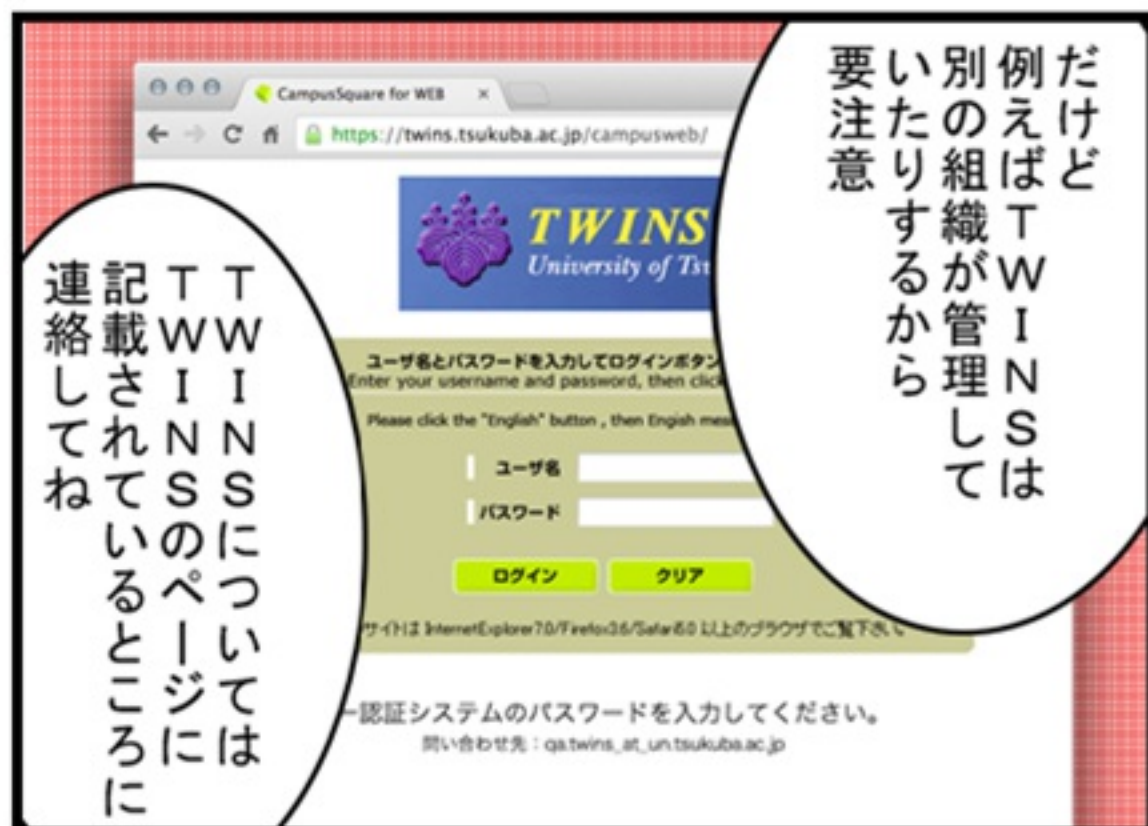 だけど
例えばTWINSは
別の組織が管理して
いたりするから
要注意
CampusSquare for WEB
https://twins.tsukuba.ac.jp/campusweb/
TWINS
University of
ユーザ名とパスワードを入力してログインボタン
Enter your username and password, then
Please click the "English" button , then Engish
ユーザ名
パスワード
ログイン クリア
サイトは InternetExplorer7.0/Firefox3.6/Safari5.0 以上のブラウザでご覧下さい
認証システムのパスワードを入力してください。
問い合わせ先：qa.twins_at_un.tsukuba.ac.jp
TWINSについては
TWINSのページに
記載されているところに
連絡してね